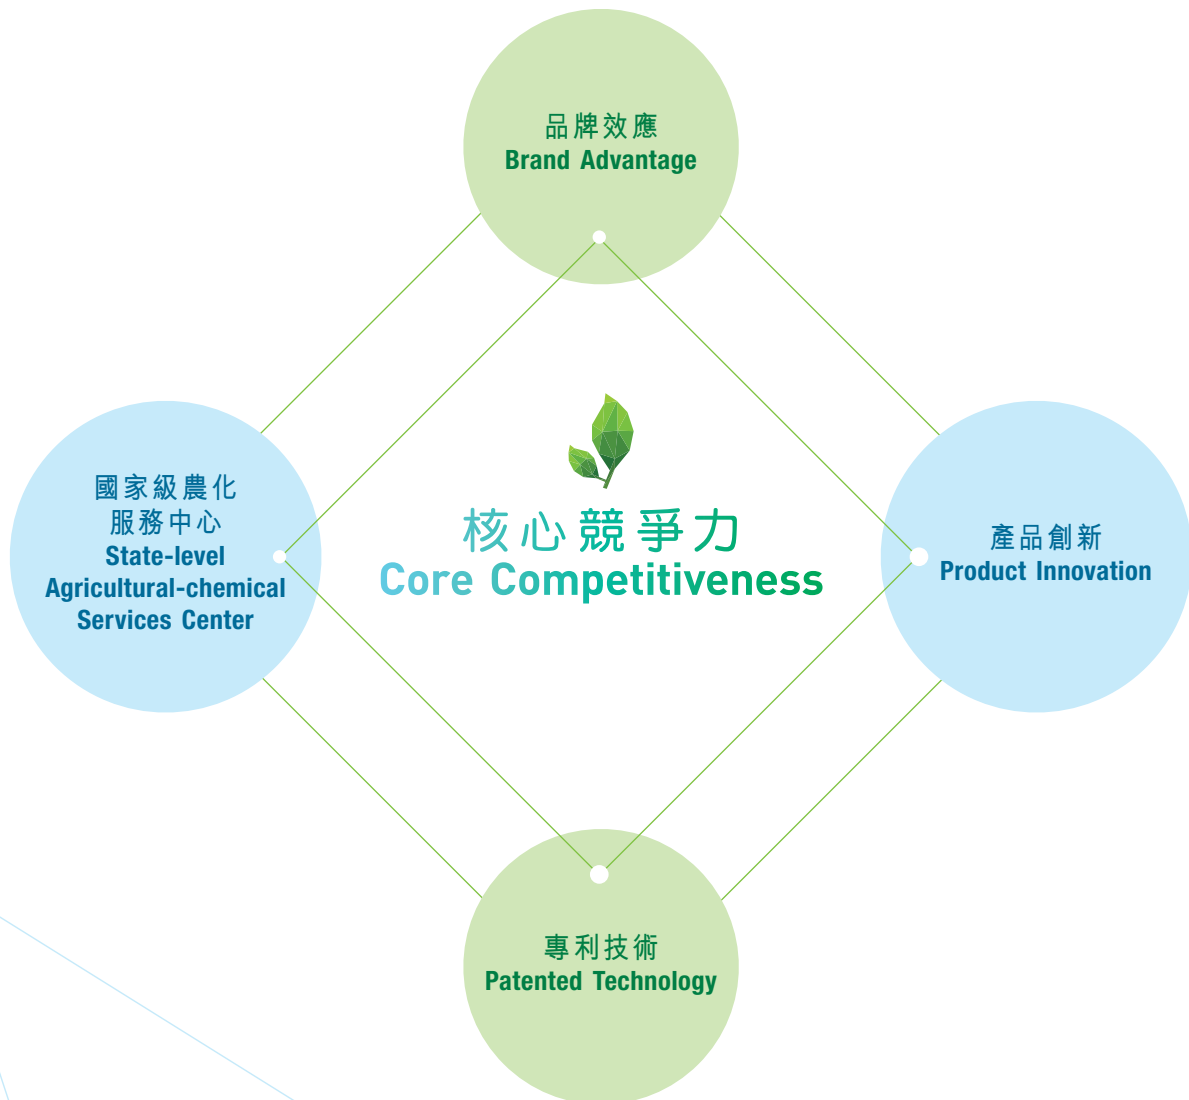 品牌效應
Brand Advantage
國家級農化
服務中心
State-level
Agricultural-chemical
Services Center
核心競爭力
Core Competitiveness
產品創新
Product Innovation
專利技術
Patented Technology